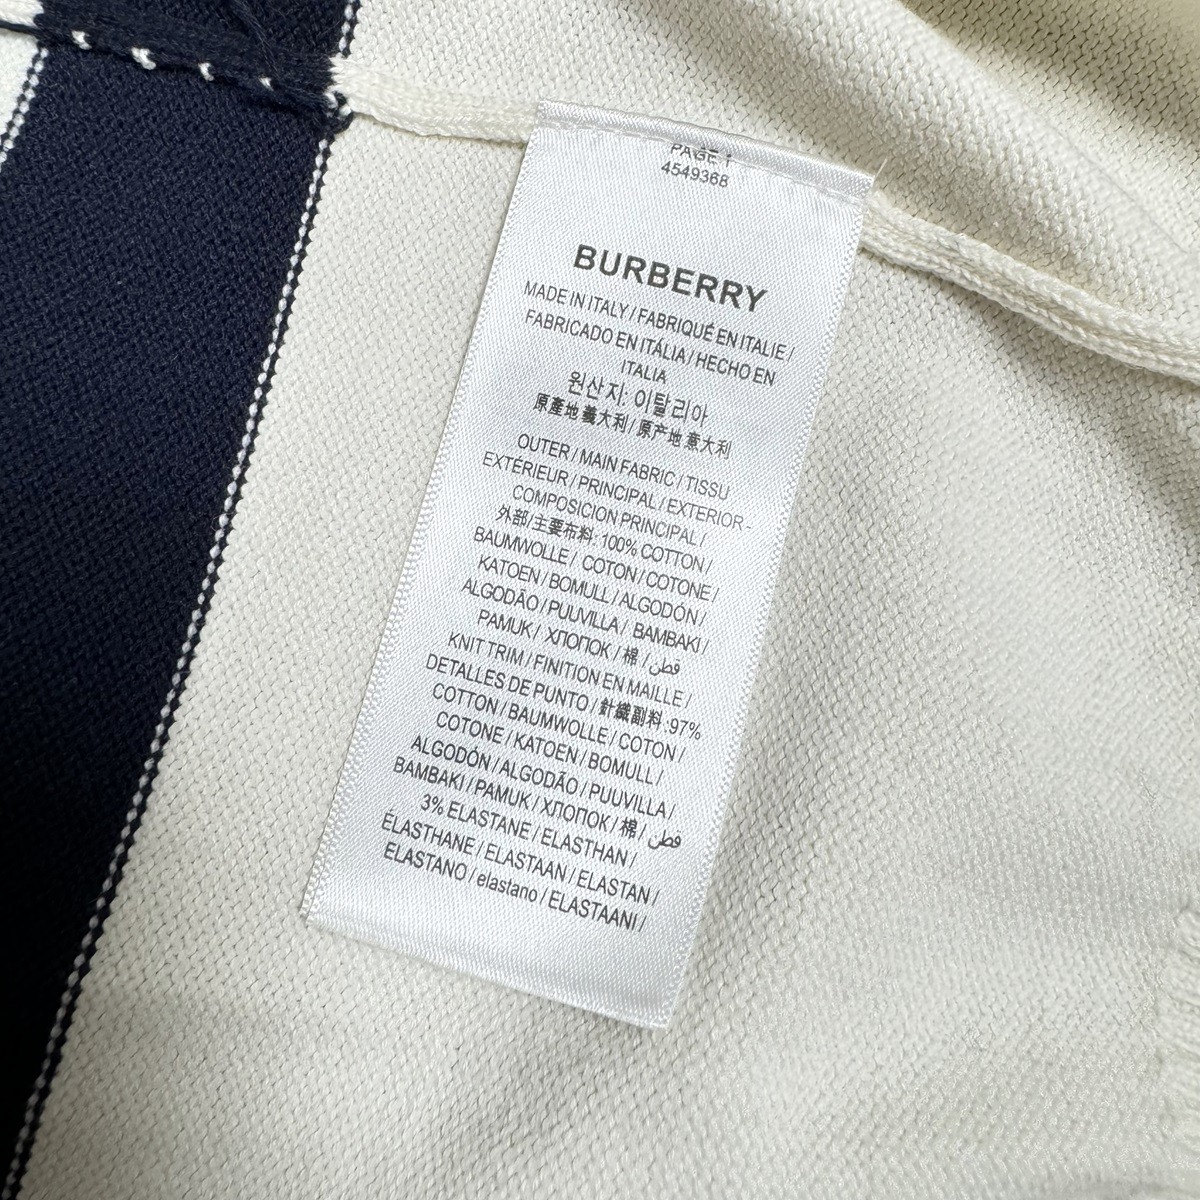 PAGE 1
4549368
BURBERRY
MADE IN ITALY / FABRIQUÉ EN ITALIE /
FABRICADO EN ITÁLIA / HECHO EN
ITALIA
원산지: 이탈리아
原產地 義大利 / 原产地 意大利
OUTER / MAIN FABRIC / TISSU
EXTÉRIEUR / PRINCIPAL / EXTERIOR-
COMPOSICION PRINCIPAL /
外部/主要布料 :100% COTTON /
BAUMWOLLE / COTON / COTONE /
KATOEN / BOMULL / ALGODÓN /
ALGODÃO / PUUVILLA / BAMBAKI /
PAMUK / ХЛОПОК / 棉 / قطن
KNIT TRIM / FINITION EN MAILLE /
DETALLES DE PUNTO / 針織副料 :97%
COTTON / BAUMWOLLE / COTON /
COTONE / KATOEN / BOMULL /
ALGODÓN / ALGODÃO / PUUVILLA /
BAMBAKI / PAMUK / ХЛОПОК / 棉 / قطن
3% ELASTANE / ELASTHAN /
ÉLASTHANE / ELASTAAN / ELASTAN /
ELASTANO / elastano / ELASTAANI /